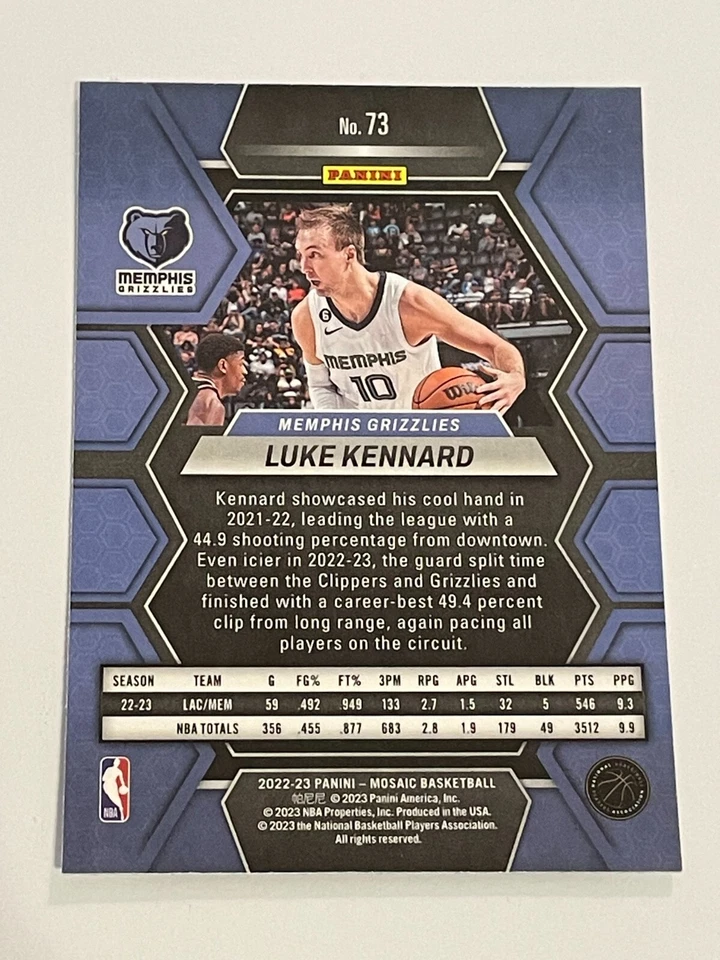 No. 73
PANINI
MEMPHIS
GRIZZLIES
6
MEMPHIS
10
Wil
MEMPHIS GRIZZLIES
LUKE KENNARD
Kennard showcased his cool hand in
2021-22, leading the league with a
44.9 shooting percentage from downtown.
Even icier in 2022-23, the guard split time
between the Clippers and Grizzlies and
finished with a career-best 49.4 percent
clip from long range, again pacing all
players on the circuit.
SEASON TEAM G FG% FT% 3PM RPG APG STL BLK PTS PPG
22-23 LAC/MEM 59 .492 .949 133 2.7 1.5 32 5 546 9.3
NBA TOTALS 356 .455 .877 683 2.8 1.9 179 49 3512 9.9
NBA
2022-23 PANINI – MOSAIC BASKETBALL
帕尼尼 © 2023 Panini America, Inc.
© 2023 NBA Properties, Inc. Produced in the USA.
© 2023 the National Basketball Players Association.
All rights reserved.